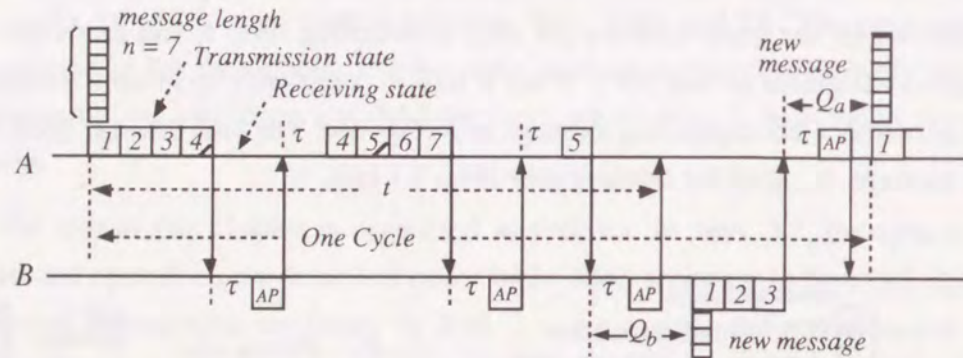 message length
n = 7
Transmission state
Receiving state
new
message
Q_a
1 2 3 4 τ 4 5 6 7 τ 5 τ AP 1
A
t
One Cycle
B
τ AP τ AP τ AP 1 2 3
Q_b
new message